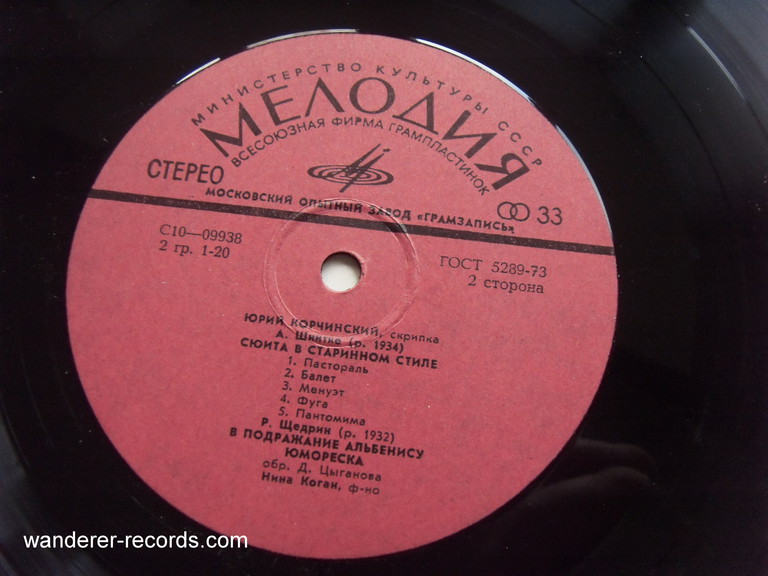 МИНИСТЕРСТВО КУЛЬТУРЫ СССР
МЕЛОДИЯ
ВСЕСОЮЗНАЯ ФИРМА ГРАМПЛАСТИНОК
СТЕРЕО
33
МОСКОВСКИЙ ОПЫТНЫЙ ЗАВОД «ГРАМЗАПИСЬ»
С10—09938
2 гр. 1-20
ГОСТ 5289-73
2 сторона
ЮРИЙ КОРЧИНСКИЙ, скрипка
А. Шнитке (р. 1934)
СЮИТА В СТАРИННОМ СТИЛЕ
1. Пастораль
2. Балет
3. Менуэт
4. Фуга
5. Пантомима
Р. Щедрин (р. 1932)
В ПОДРАЖАНИЕ АЛЬБЕНИСУ
ЮМОРЕСКА
обр. Д. Цыганова
Нина Коган, ф-но
wanderer-records.com